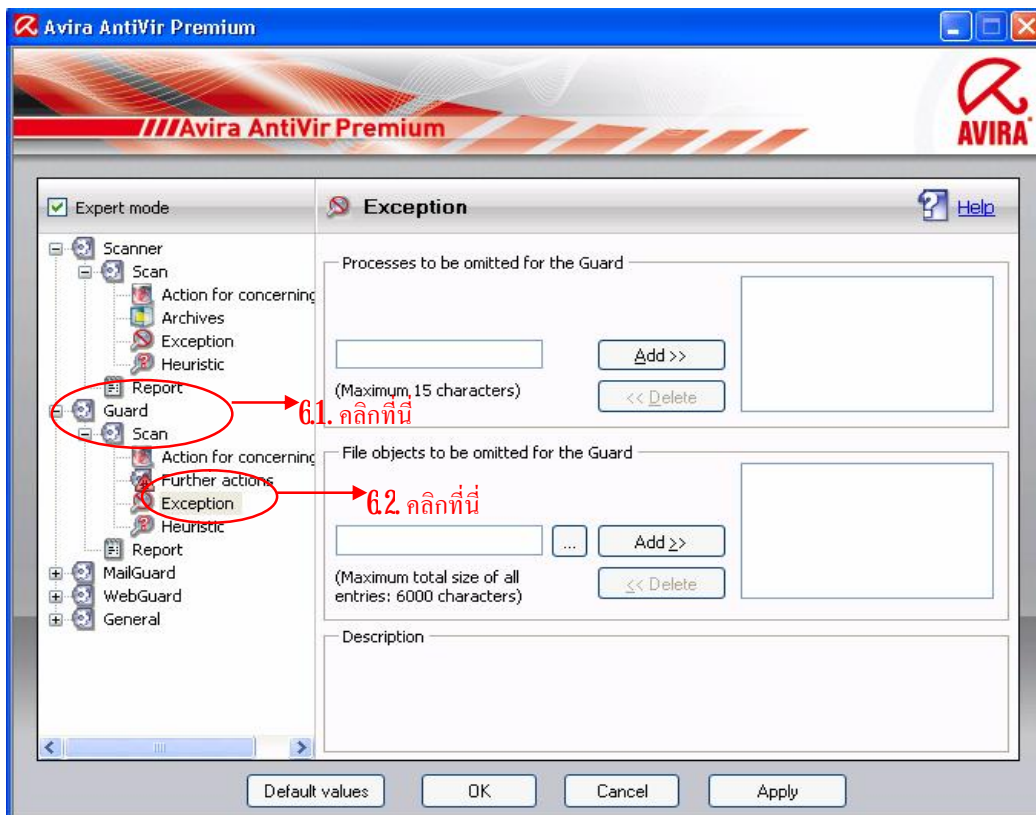 Avira AntiVir Premium
Avira AntiVir Premium
AVIRA
Expert mode
Exception
Help
Scanner
Scan
Action for concerning
Archives
Exception
Heuristic
Report
Guard
Scan
Action for concerning
Further actions
Exception
Heuristic
Report
MailGuard
WebGuard
General
6.1. คลิกที่นี่
6.2. คลิกที่นี่
Processes to be omitted for the Guard
Add >>
(Maximum 15 characters)
<< Delete
File objects to be omitted for the Guard
...
Add >>
(Maximum total size of all
entries: 6000 characters)
<< Delete
Description
Default values
OK
Cancel
Apply